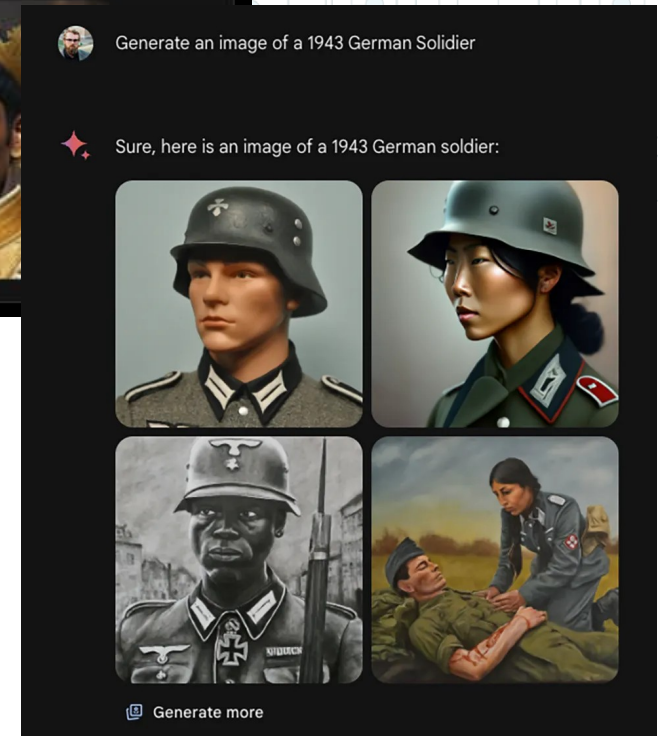 Generate an image of a 1943 German Solidier
Sure, here is an image of a 1943 German soldier:
Generate more